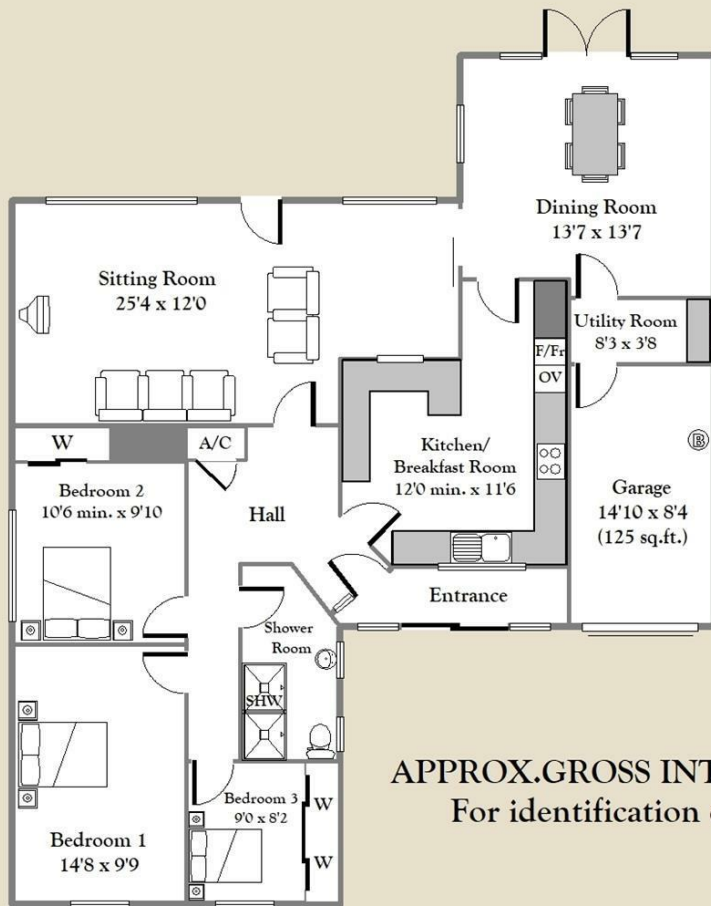 Dining Room
13'7 x 13'7
Sitting Room
25'4 x 12'0
Utility Room
8'3 x 3'8
F/Fr
OV
W
A/C
Kitchen/
Breakfast Room
12'0 min. x 11'6
B
Bedroom 2
10'6 min. x 9'10
Hall
Garage
14'10 x 8'4
(125 sq.ft.)
Entrance
Shower
Room
SHW
Bedroom 3
9'0 x 8'2
W
W
Bedroom 1
14'8 x 9'9
APPROX.GROSS INT
For identification